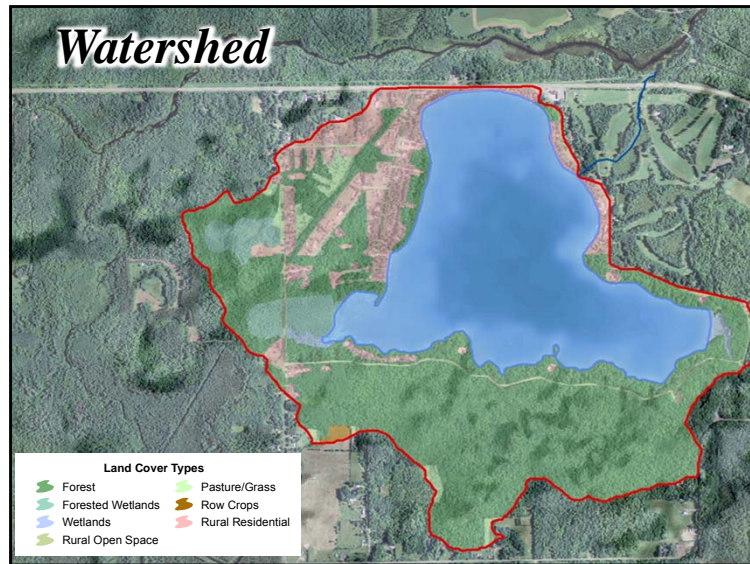 Watershed
Land Cover Types
Forest
Forested Wetlands
Wetlands
Rural Open Space
Pasture/Grass
Row Crops
Rural Residential